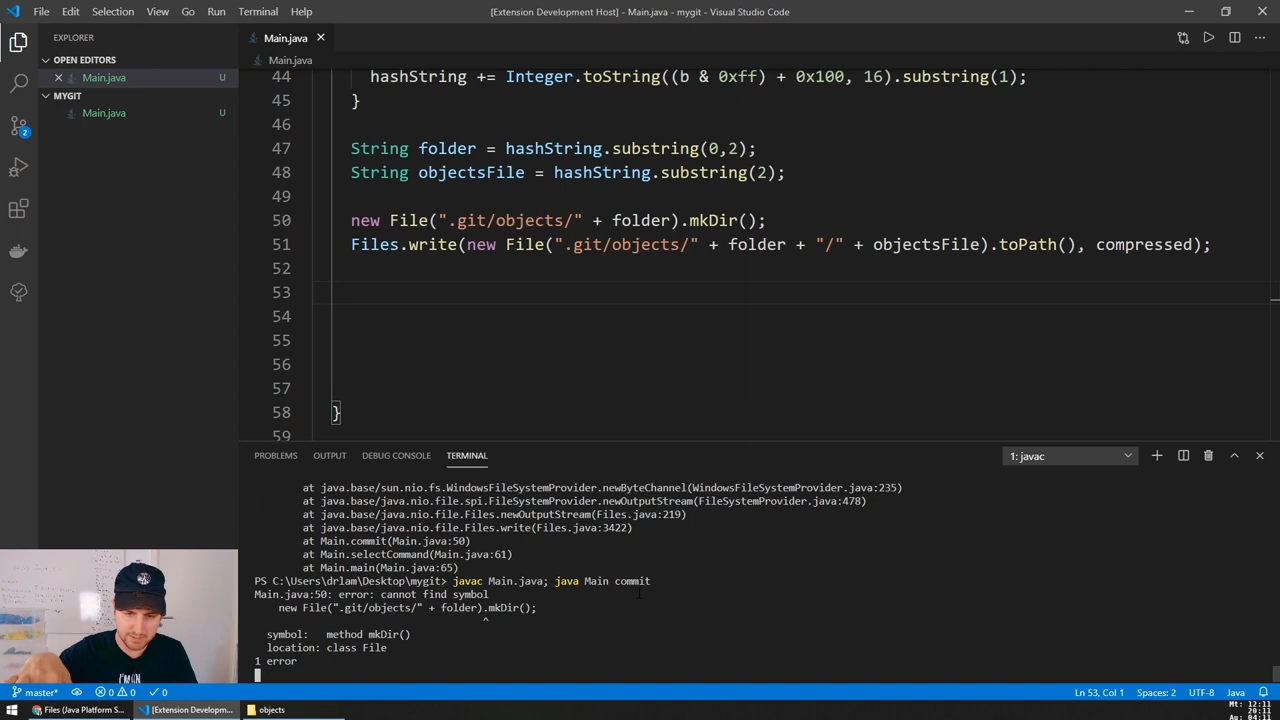 File Edit Selection View Go Run Terminal Help [Extension Development Host] - Main.java - mygit - Visual Studio Code
EXPLORER
OPEN EDITORS
Main.java U
MYGIT
Main.java U
2
Main.java
Main.java
44 hashString += Integer.toString((b & 0xff) + 0x100, 16).substring(1);
45 }
46
47 String folder = hashString.substring(0,2);
48 String objectsFile = hashString.substring(2);
49
50 new File(".git/objects/" + folder).mkDir();
51 Files.write(new File(".git/objects/" + folder + "/" + objectsFile).toPath(), compressed);
52
53
54
55
56
57
58 }
59
PROBLEMS OUTPUT DEBUG CONSOLE TERMINAL 1: javac
at java.base/sun.nio.fs.WindowsFileSystemProvider.newByteChannel(WindowsFileSystemProvider.java:235)
at java.base/java.nio.file.spi.FileSystemProvider.newOutputStream(FileSystemProvider.java:478)
at java.base/java.nio.file.Files.newOutputStream(Files.java:219)
at java.base/java.nio.file.Files.write(Files.java:3422)
at Main.commit(Main.java:50)
at Main.selectCommand(Main.java:61)
at Main.main(Main.java:65)
PS C:\Users\drlam\Desktop\mygit> javac Main.java; java Main commit
Main.java:50: error: cannot find symbol
new File(".git/objects/" + folder).mkDir();
^
symbol: method mkDir()
location: class File
1 error
master* 0 0 0 Ln 53, Col 1 Spaces: 2 UTF-8 Java
Files (Java Platform S... [Extension Developm... objects
Mt: 12:11
20:11